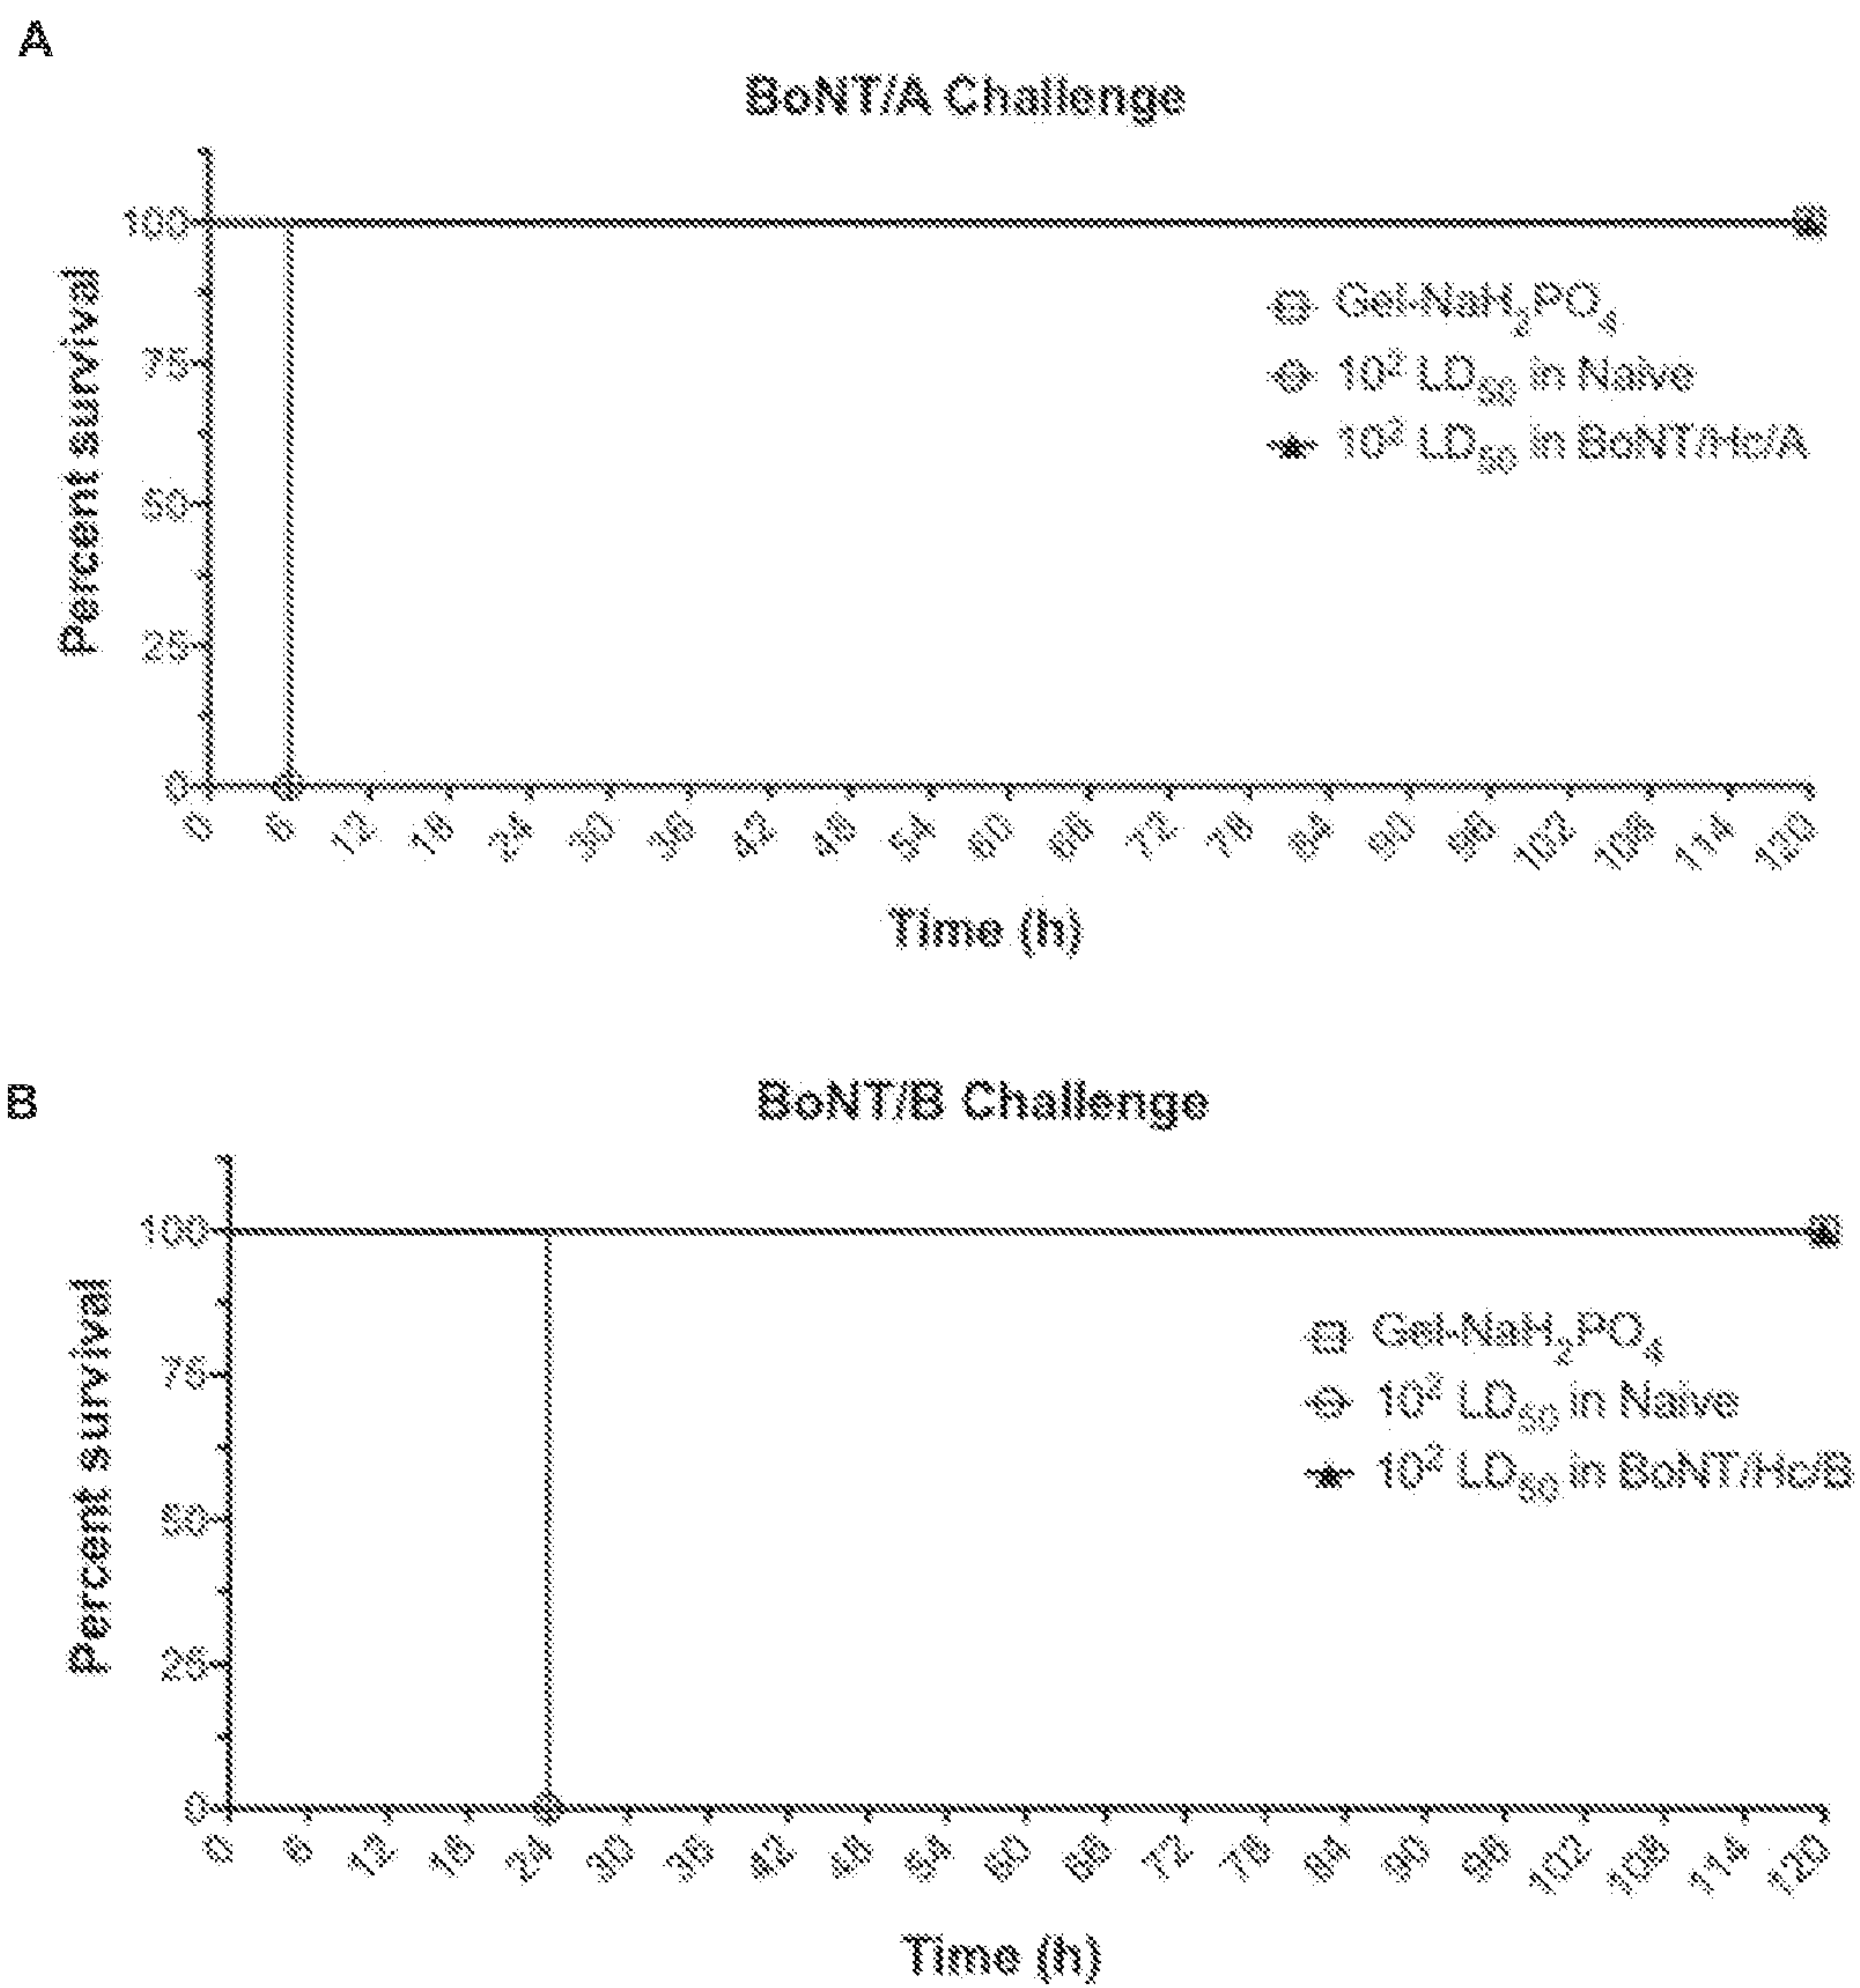 A
BoNT/A Challenge
100
75
50
25
0
Percent survival
Gel-NaH₂PO₄
10² LD₅₀ in Naive
10² LD₅₀ in BoNT/Hc/A
0 6 12 18 24 30 36 42 48 54 60 66 72 78 84 90 96 102 108 114 120
Time (h)
B
BoNT/B Challenge
100
75
50
25
0
Percent survival
Gel-NaH₂PO₄
10² LD₅₀ in Naive
10² LD₅₀ in BoNT/Hc/B
0 6 12 18 24 30 36 42 48 54 60 66 72 78 84 90 96 102 108 114 120
Time (h)